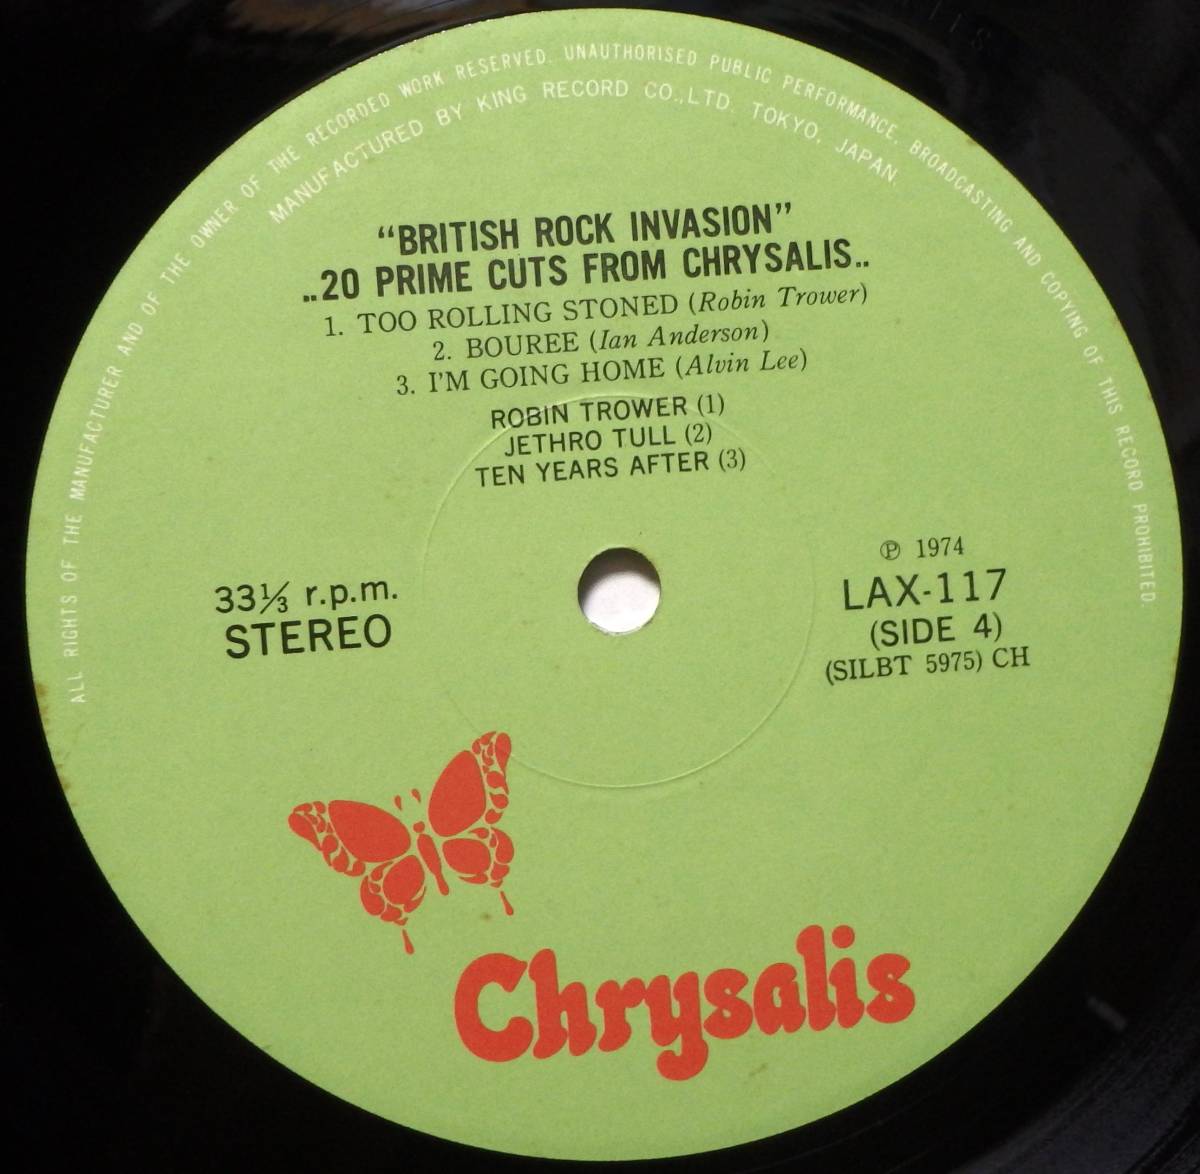 ALL RIGHTS OF THE MANUFACTURER AND OF THE OWNER OF THE RECORDED WORK RESERVED. UNAUTHORISED PUBLIC PERFORMANCE, BROADCASTING AND COPYING OF THIS RECORD PROHIBITED.
MANUFACTURED BY KING RECORD CO.,LTD. TOKYO, JAPAN.
“BRITISH ROCK INVASION”
..20 PRIME CUTS FROM CHRYSALIS..
1. TOO ROLLING STONED (Robin Trower)
2. BOUREE (Ian Anderson)
3. I'M GOING HOME (Alvin Lee)
ROBIN TROWER (1)
JETHRO TULL (2)
TEN YEARS AFTER (3)
33⅓ r.p.m.
STEREO
℗ 1974
LAX-117
(SIDE 4)
(SILBT 5975) CH
Chrysalis